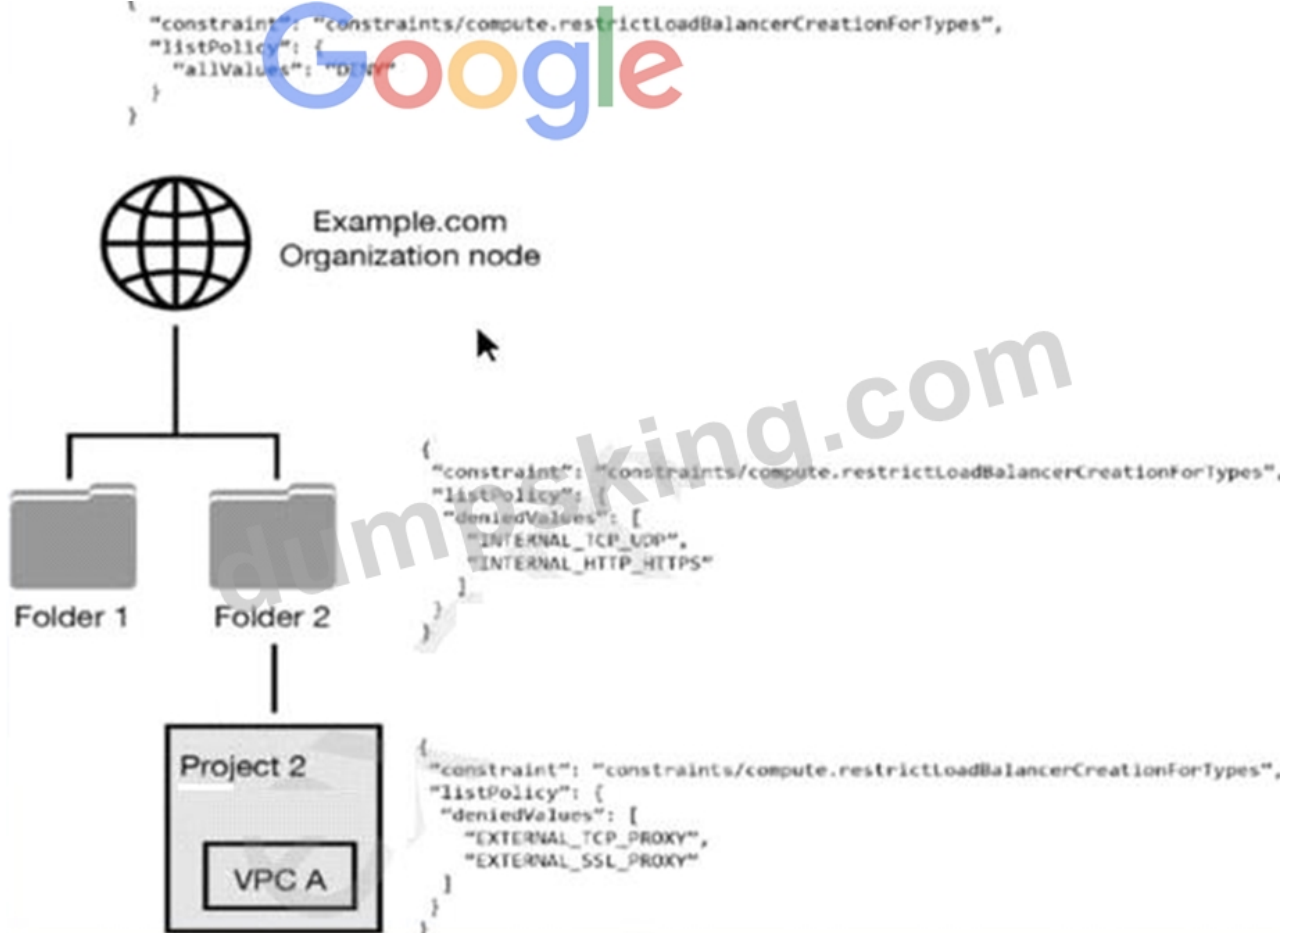 {
"constraint": "constraints/compute.restrictLoadBalancerCreationForTypes",
"listPolicy": {
"allValues": "DENY"
}
}
Google
Example.com
Organization node
dumpsking.com
{
"constraint": "constraints/compute.restrictLoadBalancerCreationForTypes",
"listPolicy": {
"deniedValues": [
"INTERNAL_TCP_UDP",
"INTERNAL_HTTP_HTTPS"
]
}
}
Folder 1
Folder 2
Project 2
VPC A
{
"constraint": "constraints/compute.restrictLoadBalancerCreationForTypes",
"listPolicy": {
"deniedValues": [
"EXTERNAL_TCP_PROXY",
"EXTERNAL_SSL_PROXY"
]
}
}